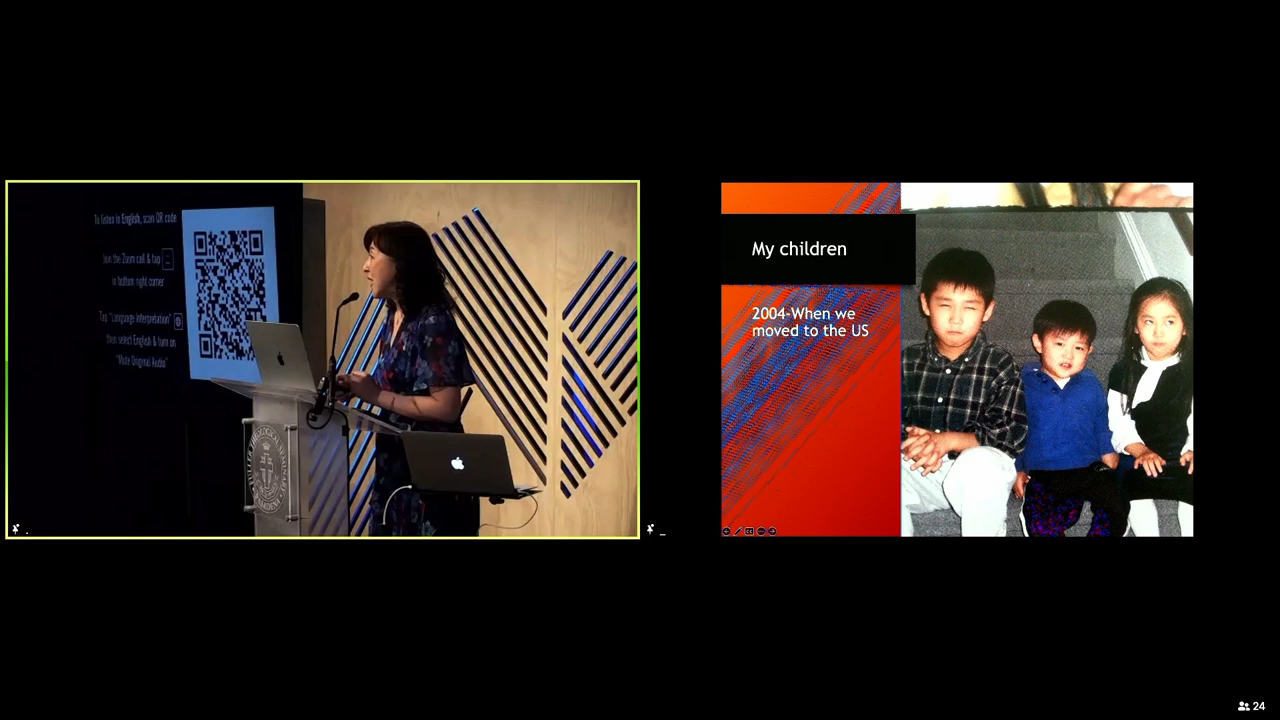 To listen in English, scan QR code
Join the Zoom call & tap
in bottom right corner
Tap "Language Interpretation"
then select English & turn on
"Mute Original Audio"
My children
2004-When we
moved to the US
24